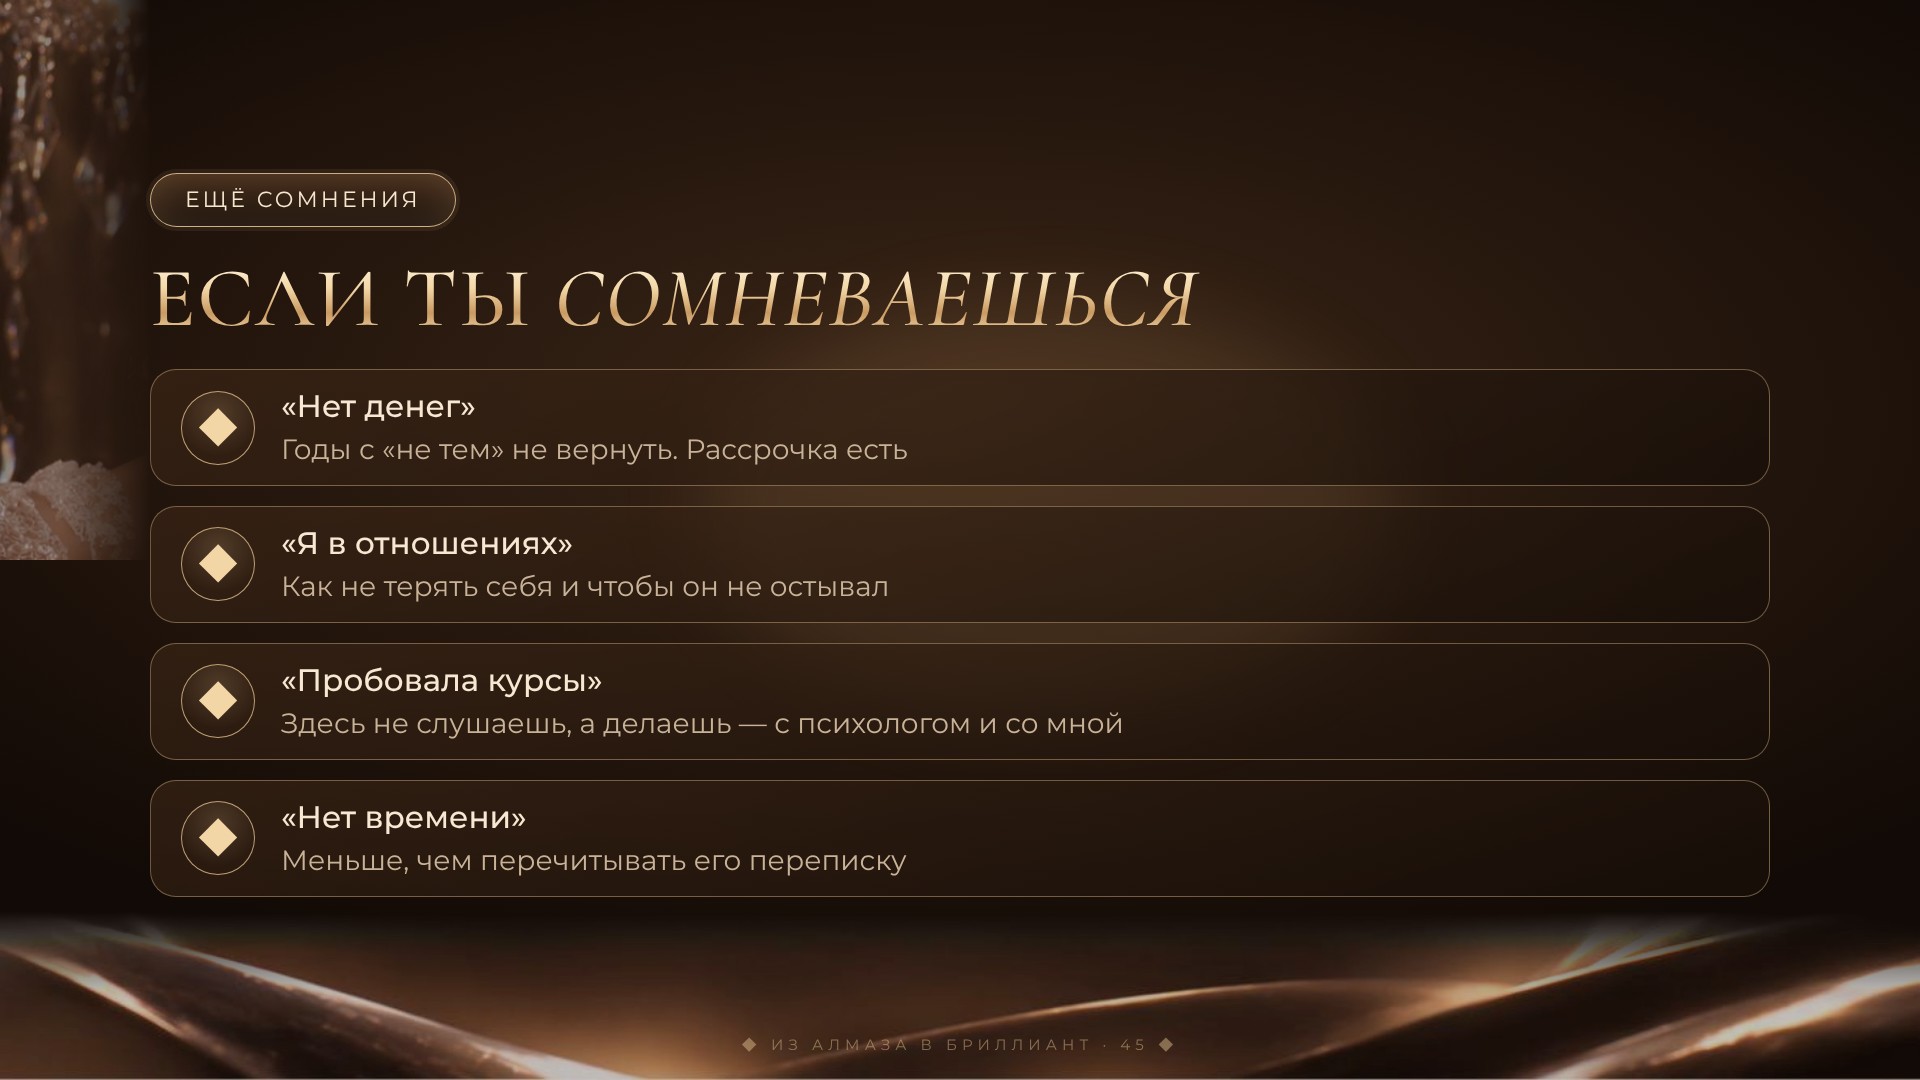 ЕЩЁ СОМНЕНИЯ
ЕСЛИ ТЫ СОМНЕВАЕШЬСЯ
«Нет денег»
Годы с «не тем» не вернуть. Рассрочка есть
«Я в отношениях»
Как не терять себя и чтобы он не остывал
«Пробовала курсы»
Здесь не слушаешь, а делаешь — с психологом и со мной
«Нет времени»
Меньше, чем перечитывать его переписку
ИЗ АЛМАЗА В БРИЛЛИАНТ · 45